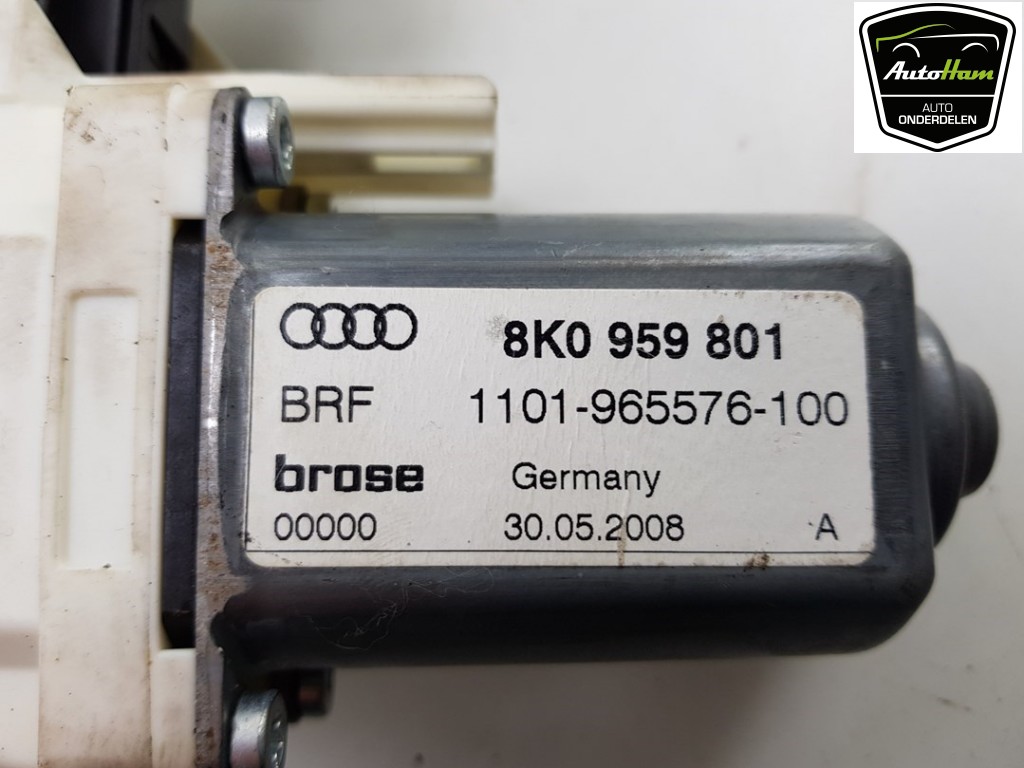 AutoHam
AUTO
ONDERDELEN
8K0 959 801
BRF 1101-965576-100
brose Germany
00000 30.05.2008 A